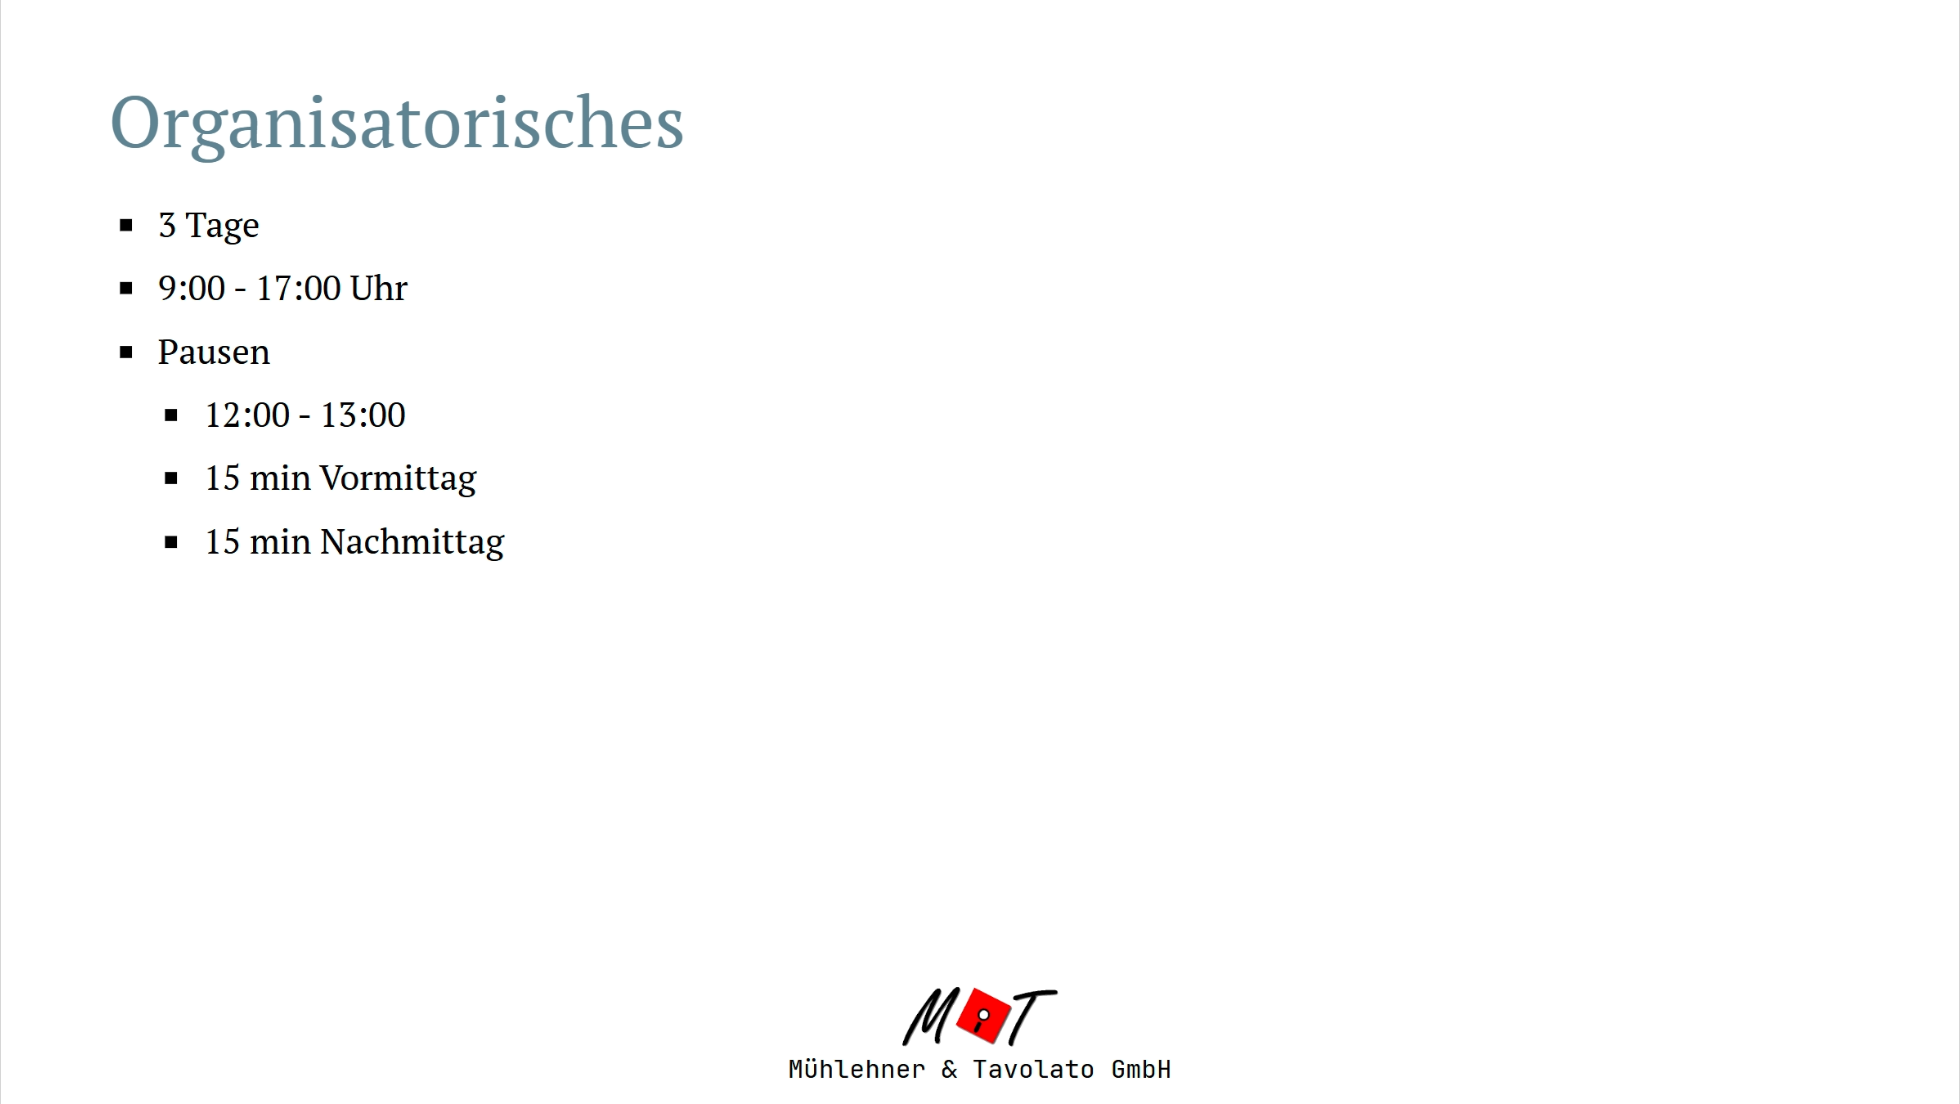 Organisatorisches
▪ 3 Tage
▪ 9:00 - 17:00 Uhr
▪ Pausen
▪ 12:00 - 13:00
▪ 15 min Vormittag
▪ 15 min Nachmittag
M T
Mühlehner & Tavolato GmbH